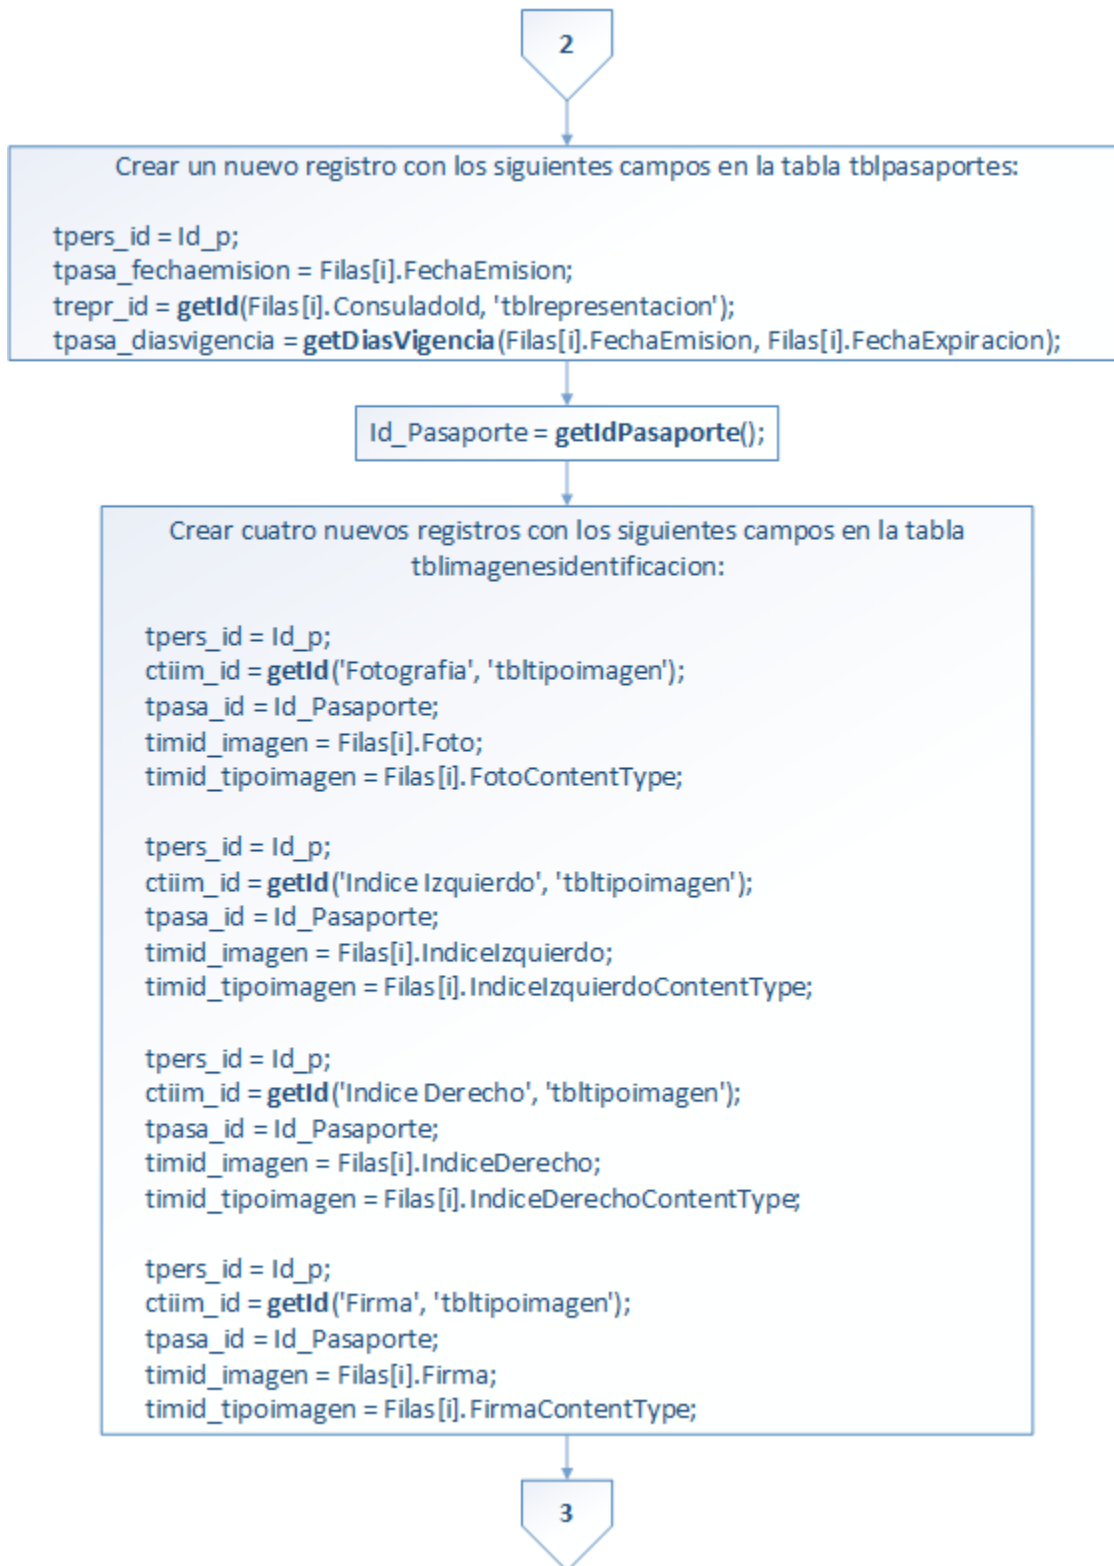 2
Crear un nuevo registro con los siguientes campos en la tabla tblpasaportes:
tpers_id = Id_p;
tpasa_fechaemision = Filas[i].FechaEmision;
trepr_id = getId(Filas[i].ConsuladoId, 'tblrepresentacion');
tpasa_diasvigencia = getDiasVigencia(Filas[i].FechaEmision, Filas[i].FechaExpiracion);
Id_Pasaporte = getIdPasaporte();
Crear cuatro nuevos registros con los siguientes campos en la tabla
tblimagenesidentificacion:
tpers_id = Id_p;
ctiim_id = getId('Fotografia', 'tbltipoimagen');
tpasa_id = Id_Pasaporte;
timid_imagen = Filas[i].Foto;
timid_tipoimagen = Filas[i].FotoContentType;
tpers_id = Id_p;
ctiim_id = getId('Indice Izquierdo', 'tbltipoimagen');
tpasa_id = Id_Pasaporte;
timid_imagen = Filas[i].IndiceIzquierdo;
timid_tipoimagen = Filas[i].IndiceIzquierdoContentType;
tpers_id = Id_p;
ctiim_id = getId('Indice Derecho', 'tbltipoimagen');
tpasa_id = Id_Pasaporte;
timid_imagen = Filas[i].IndiceDerecho;
timid_tipoimagen = Filas[i].IndiceDerechoContentType;
tpers_id = Id_p;
ctiim_id = getId('Firma', 'tbltipoimagen');
tpasa_id = Id_Pasaporte;
timid_imagen = Filas[i].Firma;
timid_tipoimagen = Filas[i].FirmaContentType;
3